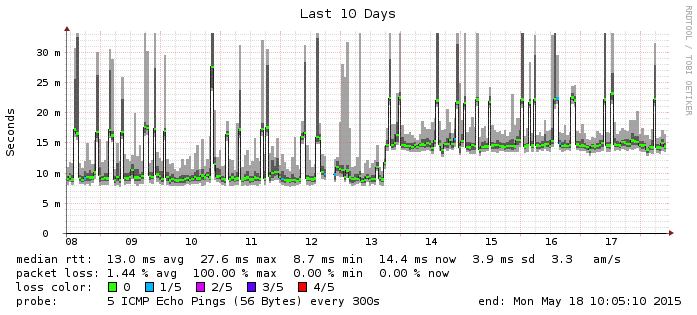 Last 10 Days
RRDTOOL / TOBI OETIKER
Seconds
30 m
25 m
20 m
15 m
10 m
5 m
0
08 09 10 11 12 13 14 15 16 17
median rtt: 13.0 ms avg 27.6 ms max 8.7 ms min 14.4 ms now 3.9 ms sd 3.3 am/s
packet loss: 1.44 % avg 100.00 % max 0.00 % min 0.00 % now
loss color: 0 1/5 2/5 3/5 4/5
probe: 5 ICMP Echo Pings (56 Bytes) every 300s end: Mon May 18 10:05:10 2015